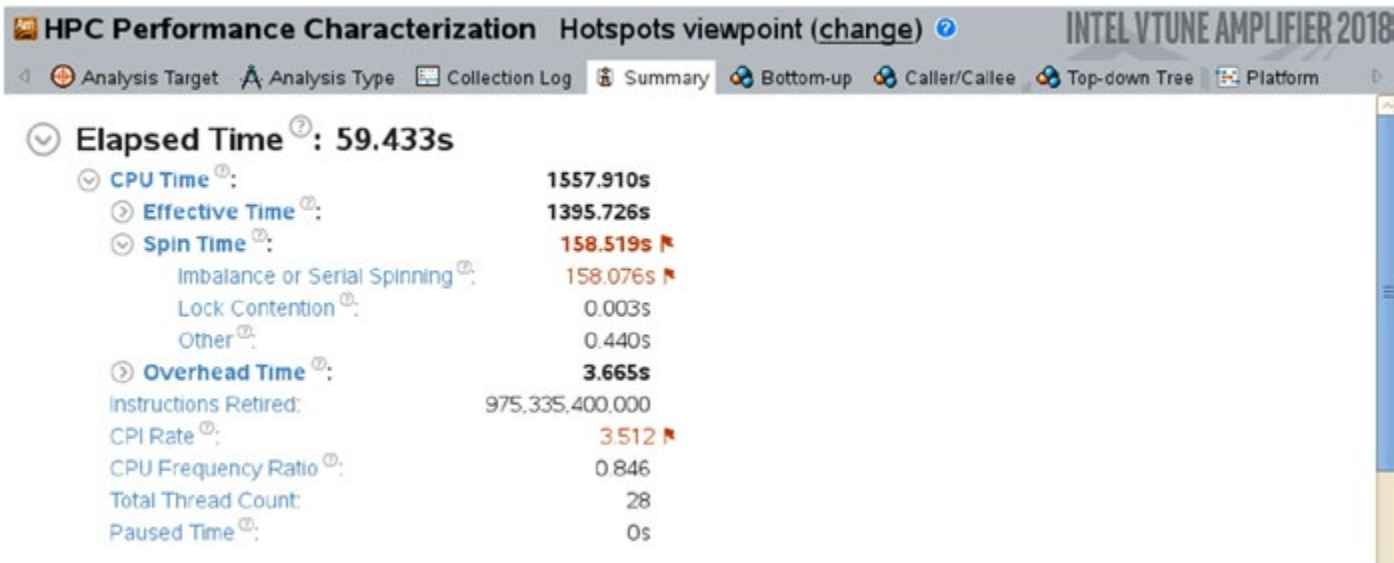 HPC Performance Characterization Hotspots viewpoint (change) ? INTEL VTUNE AMPLIFIER 2018
Analysis Target Analysis Type Collection Log Summary Bottom-up Caller/Callee Top-down Tree Platform
Elapsed Time ?: 59.433s
CPU Time ?: 1557.910s
Effective Time ?: 1395.726s
Spin Time ?: 158.519s
Imbalance or Serial Spinning ?: 158.076s
Lock Contention ?: 0.003s
Other ?: 0.440s
Overhead Time ?: 3.665s
Instructions Retired: 975,335,400,000
CPI Rate ?: 3.512
CPU Frequency Ratio ?: 0.846
Total Thread Count: 28
Paused Time ?: 0s